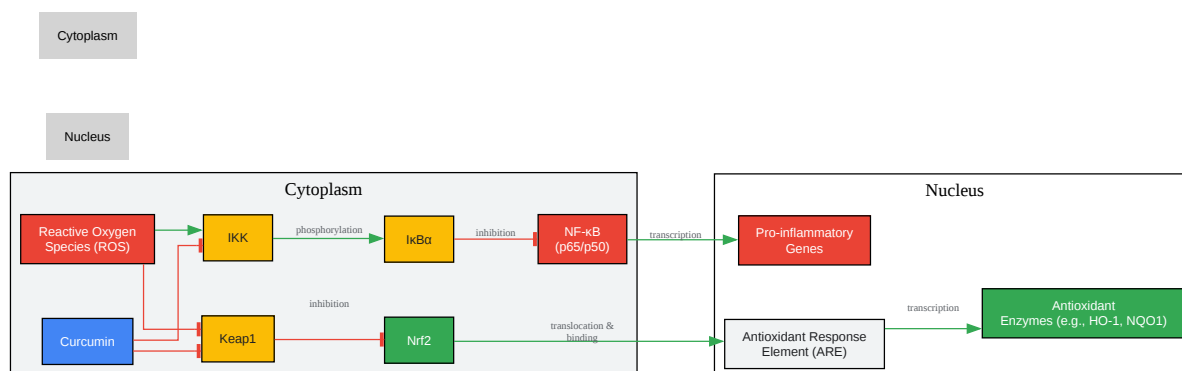 Cytoplasm
Nucleus
Cytoplasm
Nucleus
Reactive Oxygen
Species (ROS)
IKK
phosphorylation
IκBα
inhibition
NF-κB
(p65/p50)
transcription
Pro-inflammatory
Genes
Curcumin
Keap1
inhibition
Nrf2
translocation &
binding
Antioxidant Response
Element (ARE)
transcription
Antioxidant
Enzymes (e.g., HO-1, NQO1)